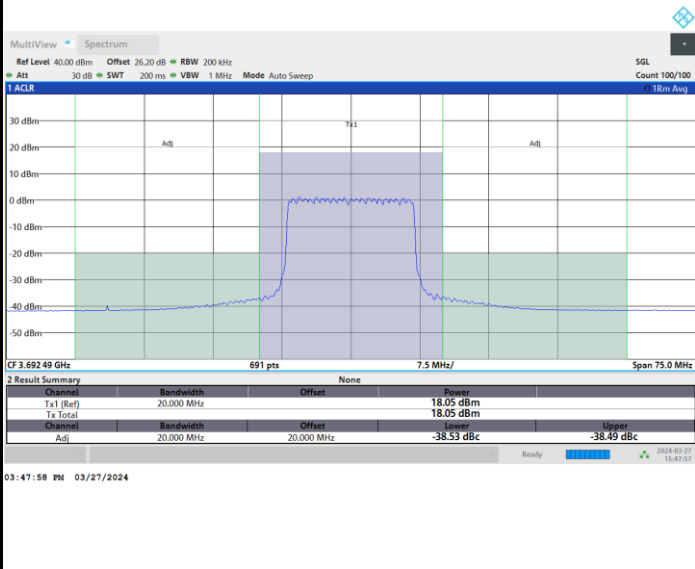 MultiView Spectrum
Ref Level 40.00 dBm Offset 26.20 dB RBW 200 kHz SGL
Att 30 dB SWT 200 ms VBW 1 MHz Mode Auto Sweep Count 100/100
1 ACLR 1Rm Avg
Tx1
Adj Adj
30 dBm
20 dBm
10 dBm
0 dBm
-10 dBm
-20 dBm
-30 dBm
-40 dBm
-50 dBm
CF 3.692 49 GHz 691 pts 7.5 MHz/ Span 75.0 MHz
2 Result Summary None
Channel Bandwidth Offset Power
Tx1 (Ref) 20.000 MHz 18.05 dBm
Tx Total 18.05 dBm
Channel Bandwidth Offset Lower Upper
Adj 20.000 MHz 20.000 MHz -38.53 dBc -38.49 dBc
Ready 2024-03-27
15:47:57
03:47:58 PM 03/27/2024